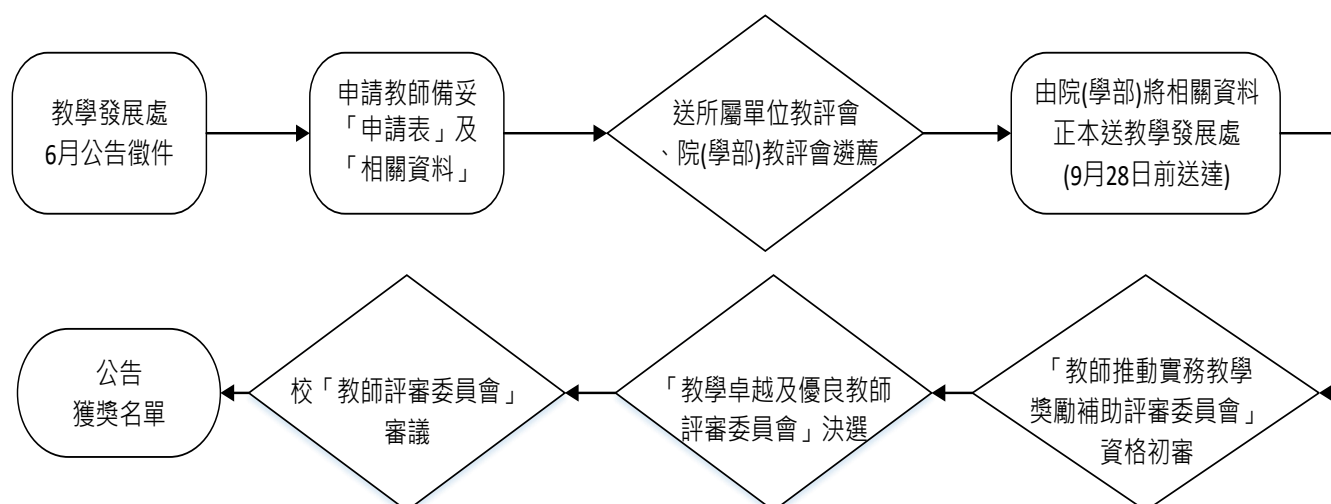 教學發展處
6月公告徵件
申請教師備妥
「申請表」及
「相關資料」
送所屬單位教評會
、院(學部)教評會遴薦
由院(學部)將相關資料
正本送教學發展處
(9月28日前送達)
「教師推動實務教學
獎勵補助評審委員會」
資格初審
「教學卓越及優良教師
評審委員會」決選
校「教師評審委員會」
審議
公告
獲獎名單